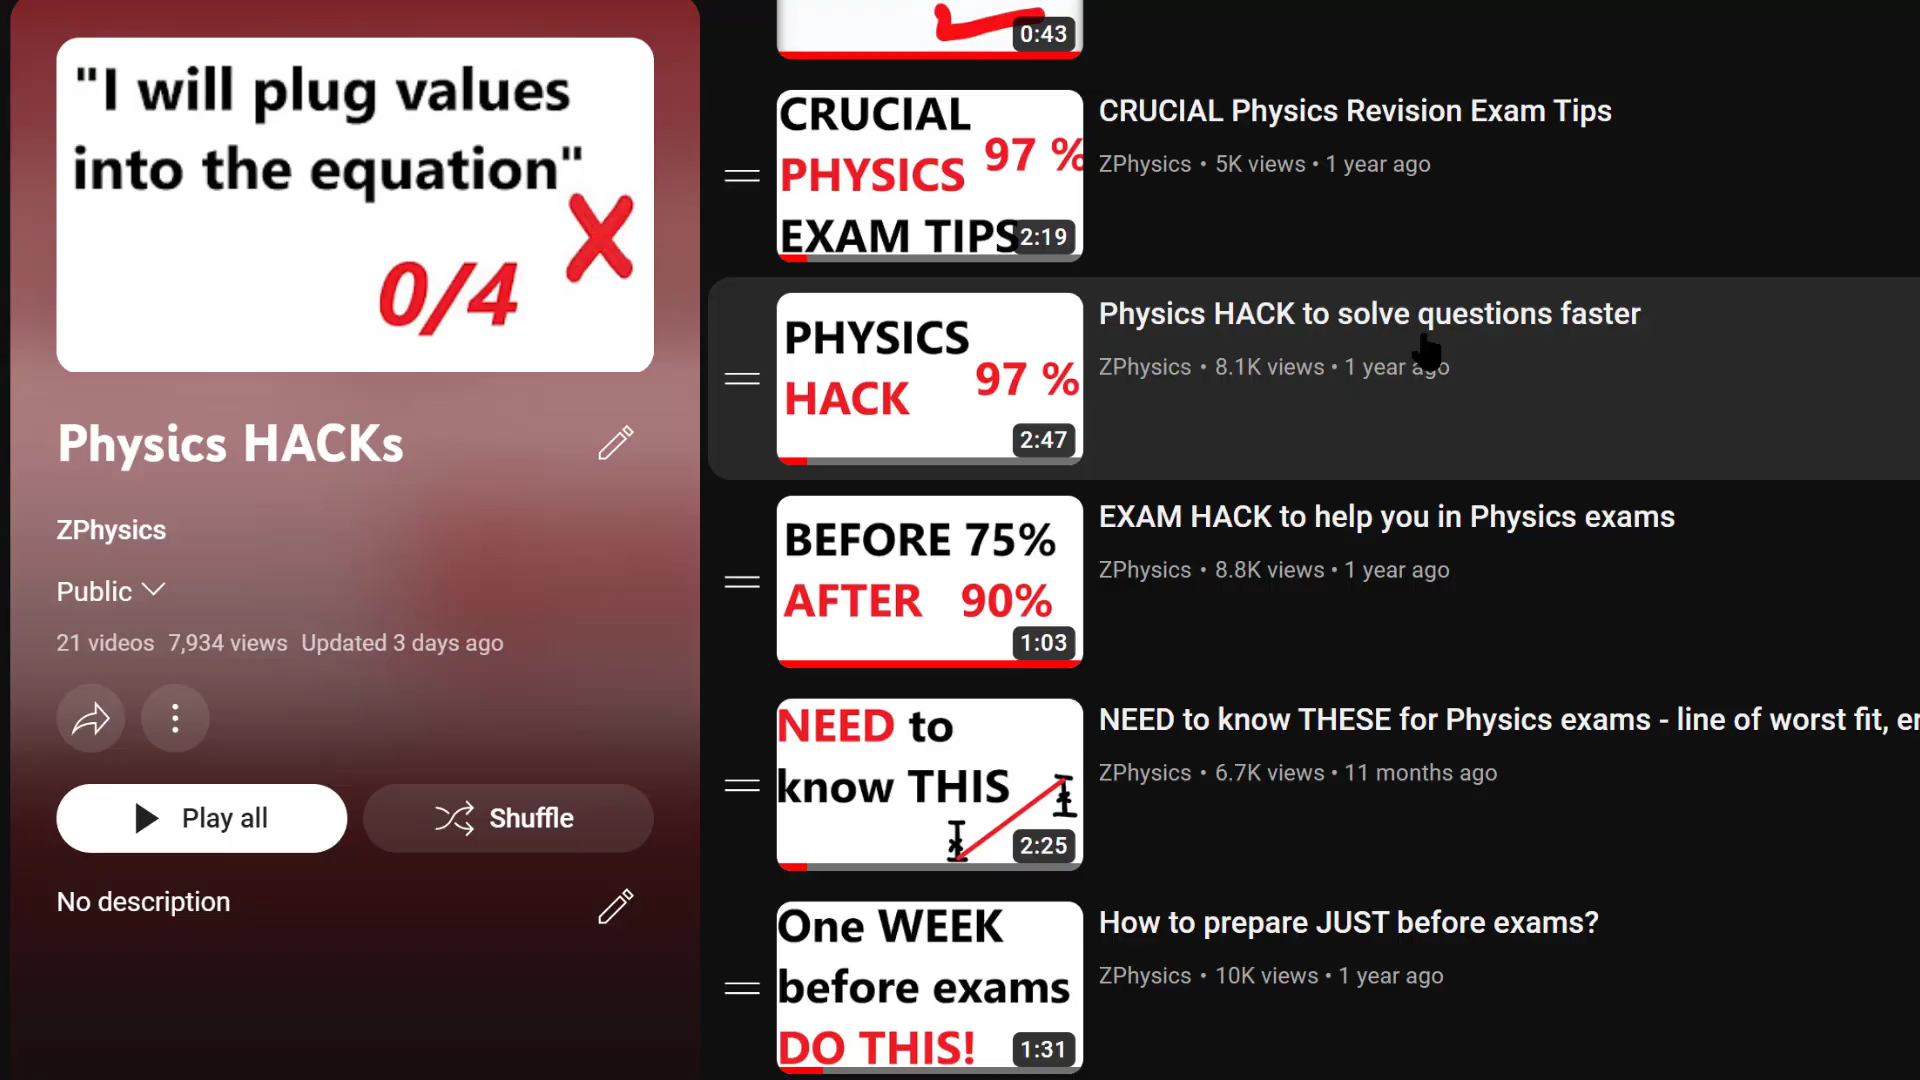 "I will plug values
into the equation"
0/4
Physics HACKs
ZPhysics
Public
21 videos 7,934 views Updated 3 days ago
Play all
Shuffle
No description
0:43
CRUCIAL
PHYSICS 97 %
EXAM TIPS
2:19
CRUCIAL Physics Revision Exam Tips
ZPhysics • 5K views • 1 year ago
PHYSICS
HACK 97 %
2:47
Physics HACK to solve questions faster
ZPhysics • 8.1K views • 1 year ago
BEFORE 75%
AFTER 90%
1:03
EXAM HACK to help you in Physics exams
ZPhysics • 8.8K views • 1 year ago
NEED to
know THIS
2:25
NEED to know THESE for Physics exams - line of worst fit,
ZPhysics • 6.7K views • 11 months ago
One WEEK
before exams
DO THIS!
1:31
How to prepare JUST before exams?
ZPhysics • 10K views • 1 year ago